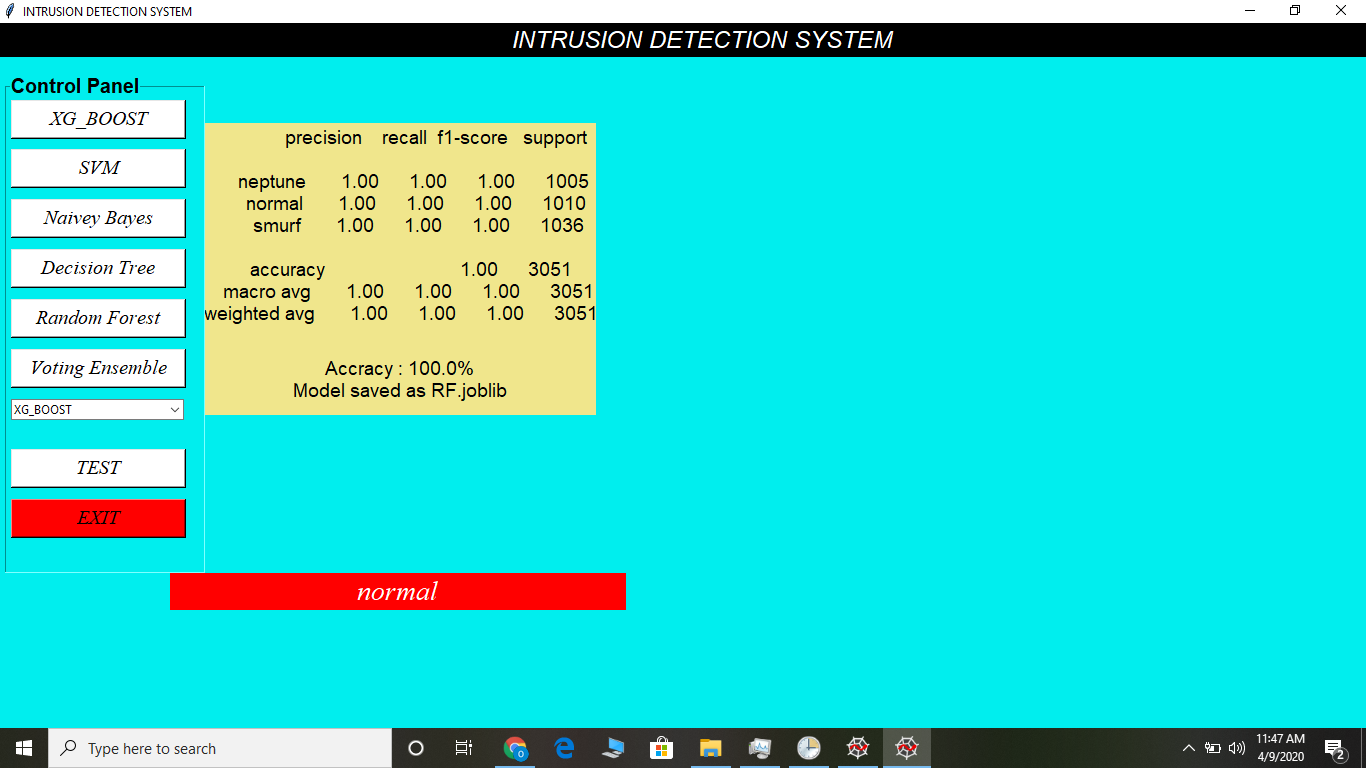 INTRUSION DETECTION SYSTEM
INTRUSION DETECTION SYSTEM
Control Panel
XG_BOOST
SVM
Naivey Bayes
Decision Tree
Random Forest
Voting Ensemble
XG_BOOST
TEST
EXIT
precision recall f1-score support
neptune 1.00 1.00 1.00 1005
normal 1.00 1.00 1.00 1010
smurf 1.00 1.00 1.00 1036
accuracy 1.00 3051
macro avg 1.00 1.00 1.00 3051
weighted avg 1.00 1.00 1.00 3051
Accracy : 100.0%
Model saved as RF.joblib
normal
Type here to search
11:47 AM
4/9/2020
2